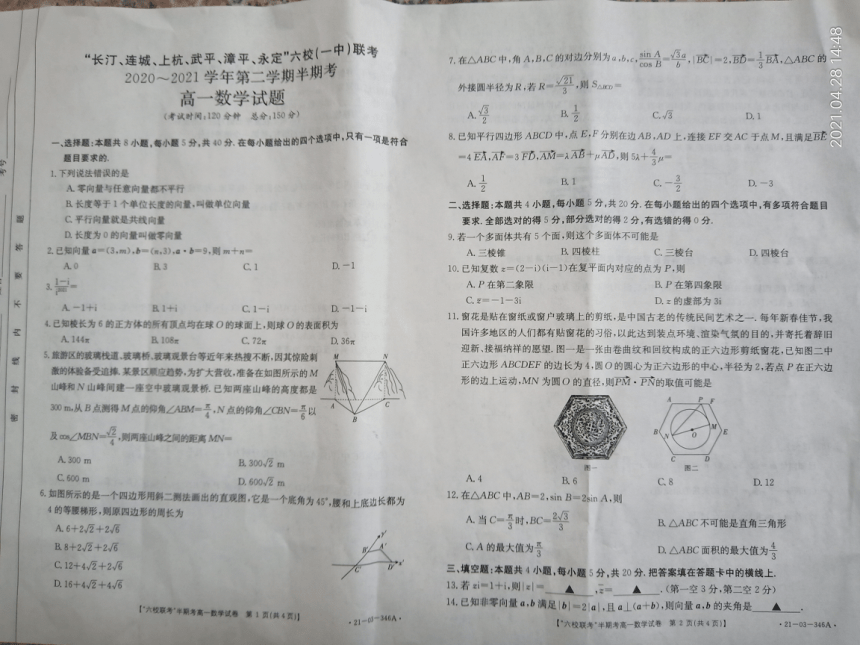 "长汀、连城、上杭、武平、漳平、永定"六校(一中)联考
2020～2021学年第二学期半期考
高一数学试题
(考试时间:120分钟 总分:150分)
一、选择题:本题共8小题,每小题5分,共40分.在每小题给出的四个选项中,只有一项是符合
题目要求的.
1.下列说法错误的是
A.零向量与任意向量都不平行
B.长度等于1个单位长度的向量,叫做单位向量
C.平行向量就是共线向量
D.长度为0的向量叫做零向量
2.已知向量a=(3,m),b=(n,3),a·b=9,则m+n=
A.0 B.3 C.1 D.-1
3. =
A.-1+i B.1+i C.1-i D.-1-i
4.已知棱长为6的正方体的所有顶点均在球O的球面上,则球O的表面积为
A.144π B.108π C.72π D.36π
5.旅游区的玻璃栈道、玻璃桥、玻璃观景台等近年来热搜不断,因其惊险刺
激的体验备受追捧.某景区顺应趋势,为扩大营收,准备在如图所示的M
山峰和N山峰间建一座空中玻璃观景桥.已知两座山峰的高度都是
300 m,从B点测得M点的仰角∠ABM=π/4,N点的仰角∠CBN=π/6以
及cos∠MBN=√2/4,则两座山峰之间的距离MN=
A.300 m B.300√2 m
C.600 m D.600√2 m
M N
A B C
6.如图所示的是一个四边形用斜二测法画出的直观图,它是一个底角为45°,腰和上底边长都为
4的等腰梯形,则原四边形的周长为
A.6+2√2+2√6
B.8+2√2+2√6
C.12+4√2+2√6
D.16+4√2+4√6
y′
B′ A′
C′ D′ x′
【"六校联考"半期考高一数学试卷 第1页(共4页)】
·21-03-346A·
7.在△ABC中,角A,B,C的对边分别为a,b,c,sin A/cos B=√3a/b,|BC|=2,BD=1/3BA,△ABC的
外接圆半径为R,若R=√21/3,则S△BCD=
A.√3/2 B.1/2 C.√3 D.1
8.已知平行四边形ABCD中,点E,F分别在边AB,AD上,连接EF交AC于点M,且满足BE
=4EA,AF=3FD,AM=λAB+μAD,则5λ+4/3μ=
A.1/2 B.1 C.-3/2 D.-3
二、选择题:本题共4小题,每小题5分,共20分.在每小题给出的四个选项中,有多项符合题目
要求.全部选对的得5分,部分选对的得2分,有选错的得0分.
9.若一个多面体共有5个面,则这个多面体不可能是
A.三棱锥 B.四棱柱 C.三棱台 D.四棱台
10.已知复数z=(2-i)(i-1)在复平面内对应的点为P,则
A.P在第二象限 B.P在第四象限
C.z=-1-3i D.z的虚部为3i
11.窗花是贴在窗纸或窗户玻璃上的剪纸,是中国古老的传统民间艺术之一.每年新春佳节,我
国许多地区的人们都有贴窗花的习俗,以此达到装点环境、渲染气氛的目的,并寄托着辞旧
迎新、接福纳祥的愿望.图一是一张由卷曲纹和回纹构成的正六边形剪纸窗花,已知图二中
正六边形ABCDEF的边长为4,圆O的圆心为正六边形的中心,半径为2,若点P在正六边
形的边上运动,MN为圆O的直径,则PM·PN的取值可能是
A P F
B N O M E
C D
图一 图二
A.4 B.6 C.8 D.12
12.在△ABC中,AB=2,sin B=2sin A,则
A.当C=π/3时,BC=2√3/3 B.△ABC不可能是直角三角形
C.A的最大值为π/3 D.△ABC面积的最大值为4/3
三、填空题:本题共4小题,每小题5分,共20分.把答案填在答题卡中的横线上.
13.若zi=1+i,则|z|=▲,z=▲.(第一空3分,第二空2分)
14.已知非零向量a,b满足|b|=2|a|,且a⊥(a+b),则向量a,b的夹角是▲.
【"六校联考"半期考高一数学试卷 第2页(共4页)】
·21-03-346A·
密 封 线 内 不 要 答 题
考号
2021.04.28 14:48